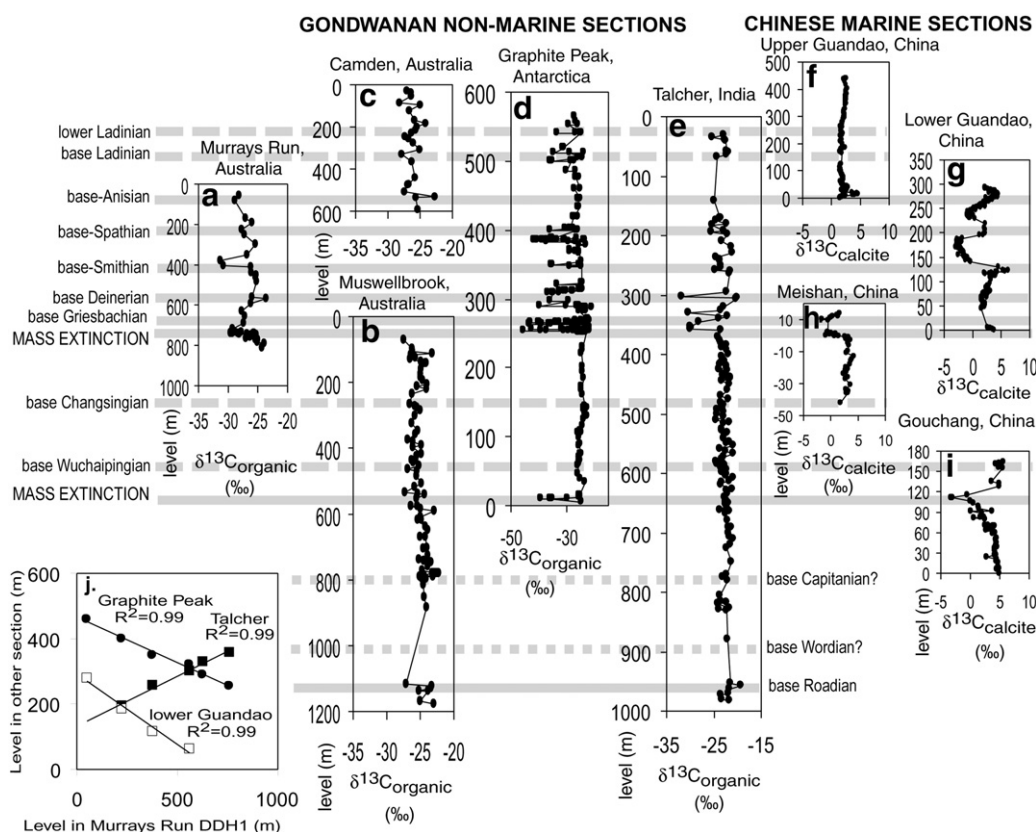 GONDWANAN NON-MARINE SECTIONS
CHINESE MARINE SECTIONS
lower Ladinian
base Ladinian
base-Anisian
base-Spathian
base-Smithian
base Deinerian
base Griesbachian
MASS EXTINCTION
base Changsingian
base Wuchaipingian
MASS EXTINCTION
Murrays Run,
Australia
a
0
200
400
600
800
1000
level (m)
-35 -30 -25 -20
δ13Corganic
(‰)
Camden, Australia
c
0
200
400
600
level (m)
-35 -30 -25 -20
Muswellbrook,
Australia
b
0
200
400
600
800
1000
1200
level (m)
-35 -30 -25 -20
δ13Corganic
(‰)
Graphite Peak,
Antarctica
d
600
500
400
300
200
100
0
level (m)
-50 -30
δ13Corganic
(‰)
Talcher, India
e
0
100
200
300
400
500
600
700
800
900
1000
level (m)
-35 -25 -15
δ13Corganic
(‰)
Upper Guandao, China
f
500
400
300
200
100
0
level (m)
-5 0 5 10
δ13Ccalcite
Lower Guandao,
China
g
350
300
250
200
150
100
50
0
level (m)
-5 0 5 10
δ13Ccalcite
Meishan, China
h
10
-10
-30
-50
level (m)
-5 0 5 10
δ13Ccalcite
Gouchang, China
i
180
150
120
90
60
30
0
level (m)
-5 0 5 10
δ13Ccalcite
(‰)
base Capitanian?
base Wordian?
base Roadian
j.
Graphite Peak
R2=0.99
Talcher
R2=0.99
lower Guandao
R2=0.99
600
400
200
0
Level in other section (m)
0 500 1000
Level in Murrays Run DDH1 (m)